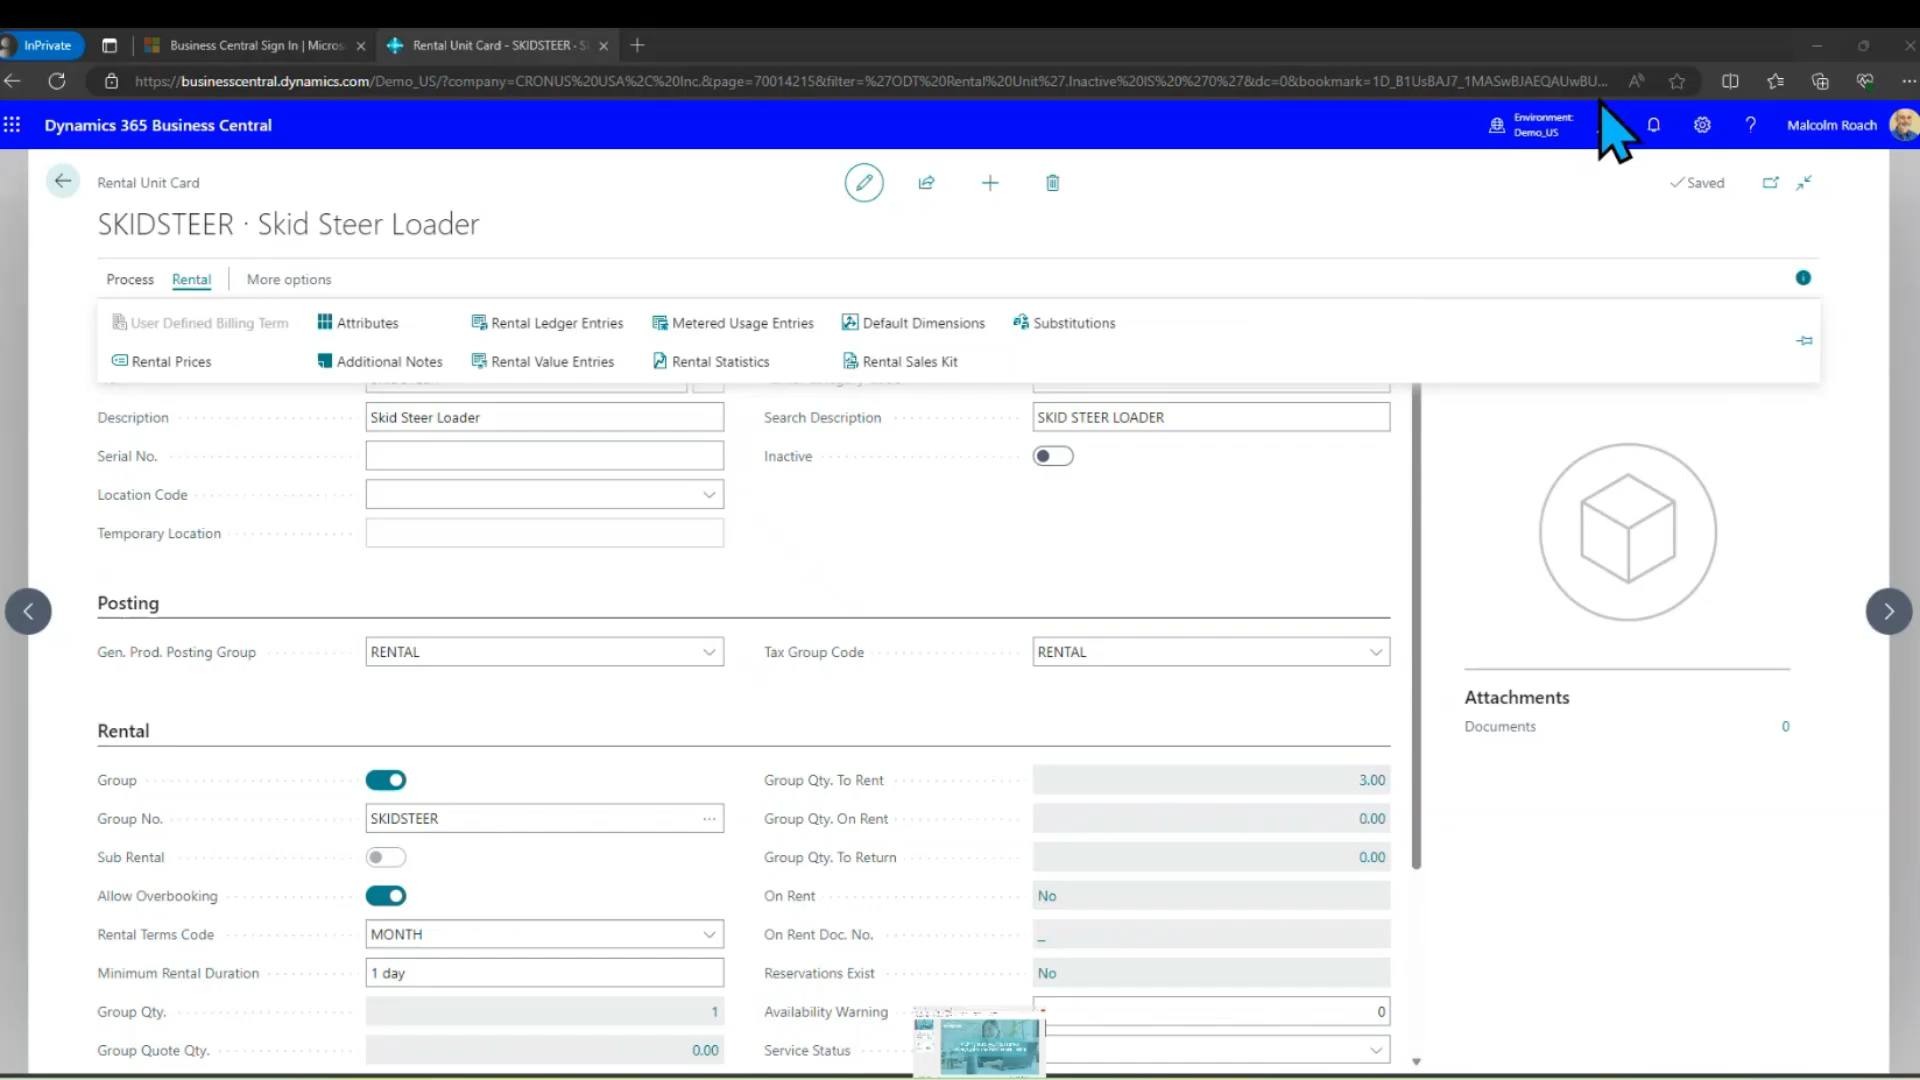 InPrivate
Business Central Sign In | Micros
Rental Unit Card - SKIDSTEER - S
https://businesscentral.dynamics.com/Demo_US/?company=CRONUS%20USA%2C%20Inc.&page=70014215&filter=%27ODT%20Rental%20Unit%27.Inactive%20IS%20%270%27&dc=0&bookmark=1D_B1UsBAJ7_1MASwBJAEQAUwBU...
Dynamics 365 Business Central
Environment:
Demo_US
Malcolm Roach
Rental Unit Card
Saved
SKIDSTEER · Skid Steer Loader
Process Rental More options
User Defined Billing Term Attributes Rental Ledger Entries Metered Usage Entries Default Dimensions Substitutions
Rental Prices Additional Notes Rental Value Entries Rental Statistics Rental Sales Kit
Description Skid Steer Loader Search Description SKID STEER LOADER
Serial No. Inactive
Location Code
Temporary Location
Posting
Gen. Prod. Posting Group RENTAL Tax Group Code RENTAL
Attachments
Documents 0
Rental
Group Group Qty. To Rent 3.00
Group No. SKIDSTEER Group Qty. On Rent 0.00
Sub Rental Group Qty. To Return 0.00
Allow Overbooking On Rent No
Rental Terms Code MONTH On Rent Doc. No. _
Minimum Rental Duration 1 day Reservations Exist No
Group Qty. 1 Availability Warning 0
Group Quote Qty. 0.00 Service Status